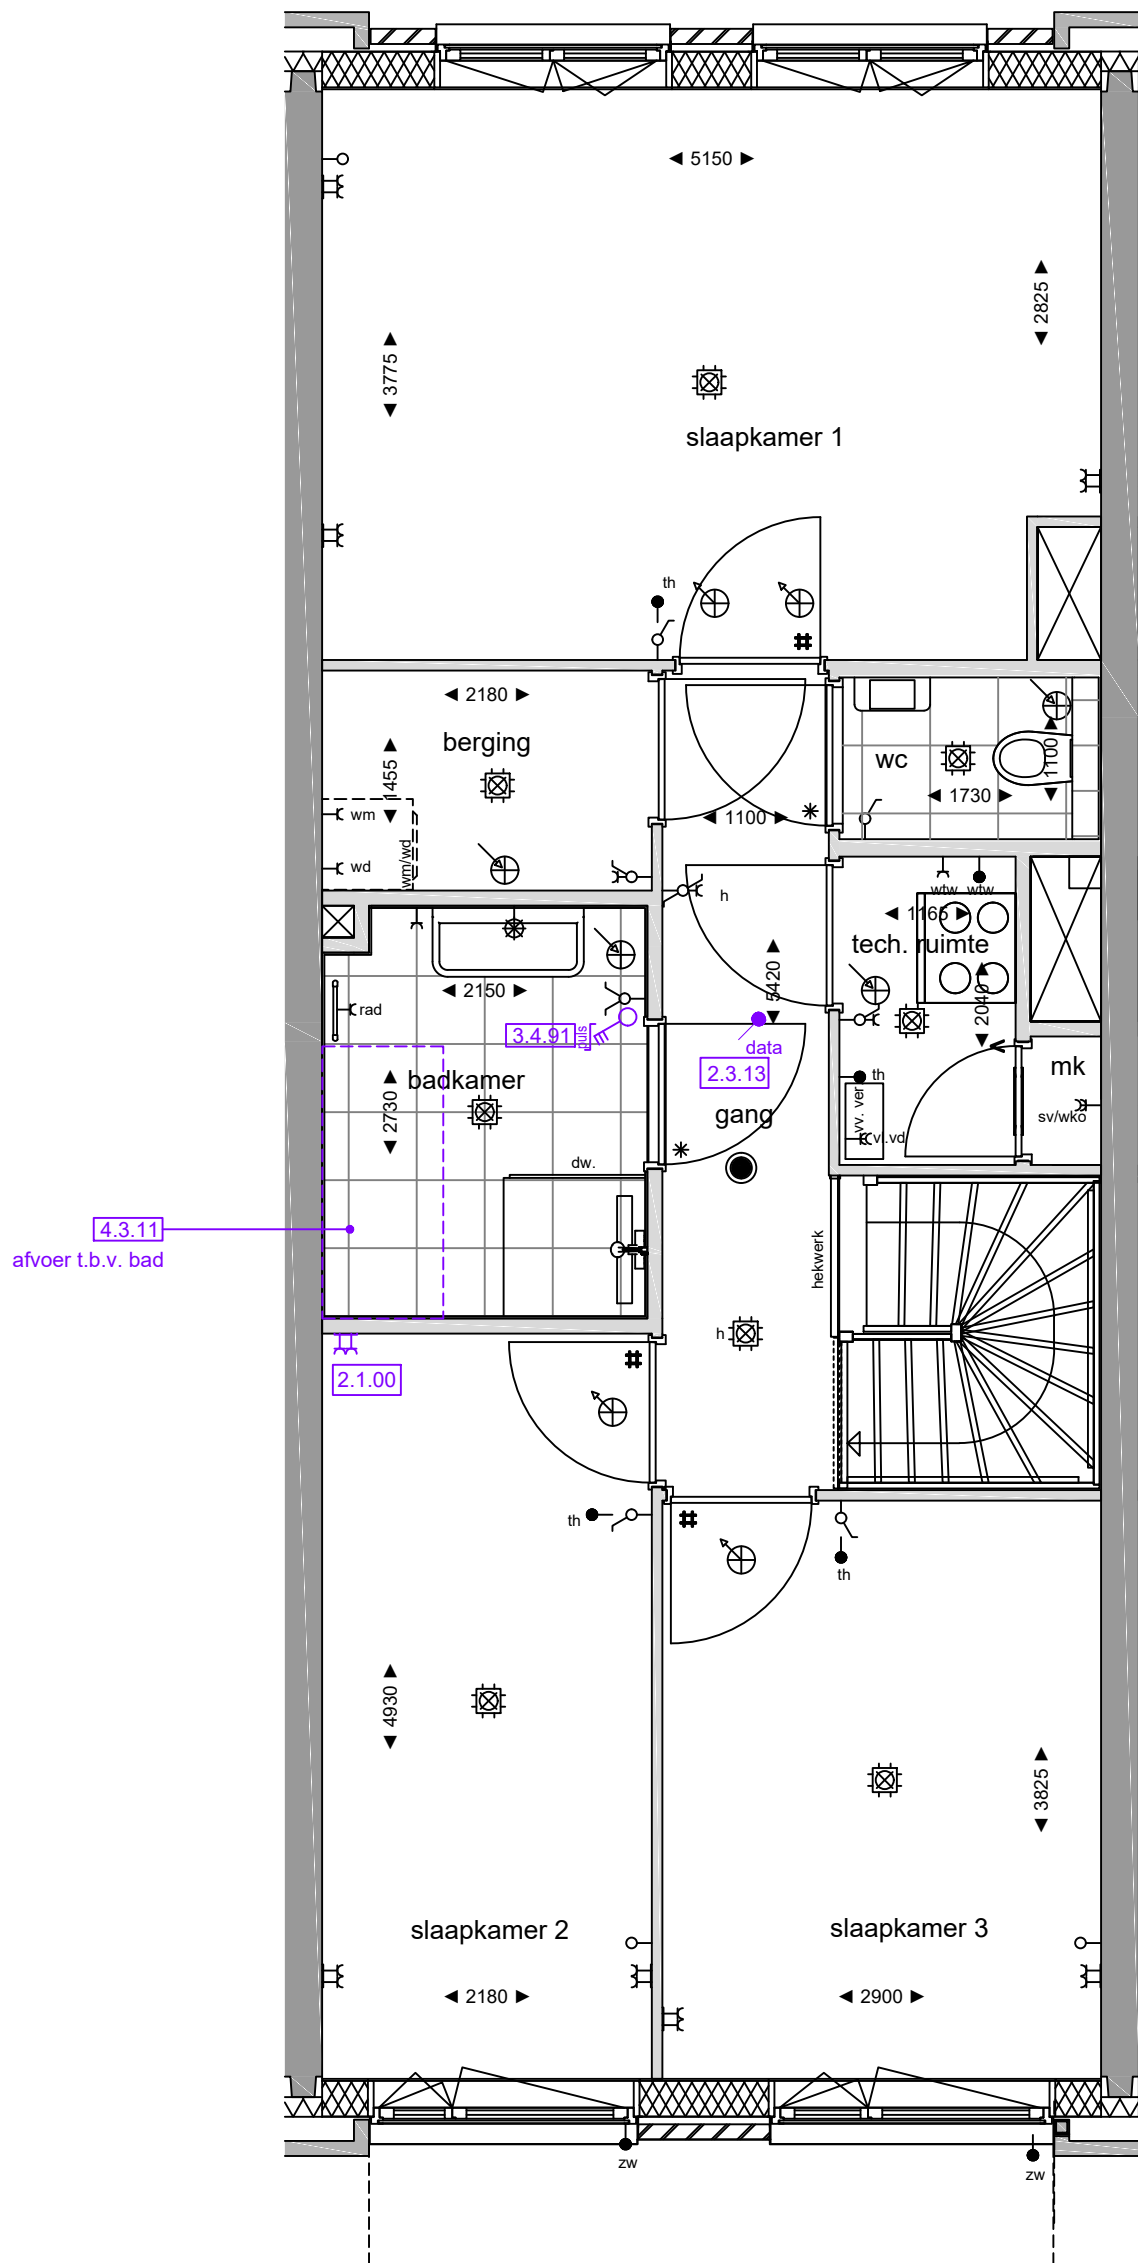 ◄ 5150 ►
◄ 2825 ►
◄ 3775 ►
slaapkamer 1
th
◄ 2180 ►
berging
◄ 1455 ►
wm
wd
wm/wd
◄ 1100 ►
wc
◄ 1730 ►
◄ 1100 ►
h
wtw
wtw
◄ 1165 ►
tech. ruimte
◄ 2040 ►
◄ 5420 ►
◄ 2150 ►
rad
3.4.91
puls
data
2.3.13
badkamer
◄ 2730 ►
gang
th
vv. ver
vl.vd
mk
sv/wko
dw.
4.3.11
afvoer t.b.v. bad
hekwerk
h
2.1.00
th
th
◄ 4930 ►
◄ 3825 ►
slaapkamer 2
slaapkamer 3
◄ 2180 ►
◄ 2900 ►
zw
zw